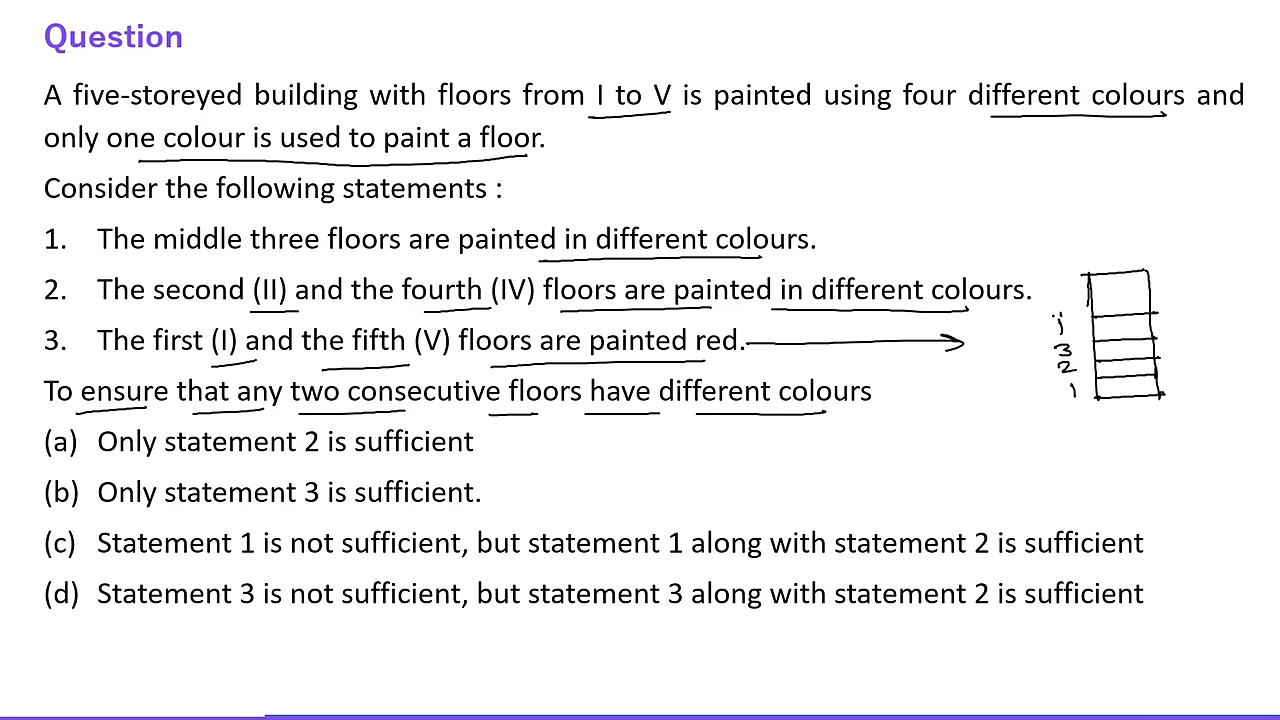 Question
A five-storeyed building with floors from I to V is painted using four different colours and
only one colour is used to paint a floor.
Consider the following statements :
1. The middle three floors are painted in different colours.
2. The second (II) and the fourth (IV) floors are painted in different colours.
3. The first (I) and the fifth (V) floors are painted red.
To ensure that any two consecutive floors have different colours
(a) Only statement 2 is sufficient
(b) Only statement 3 is sufficient.
(c) Statement 1 is not sufficient, but statement 1 along with statement 2 is sufficient
(d) Statement 3 is not sufficient, but statement 3 along with statement 2 is sufficient
3
2
1